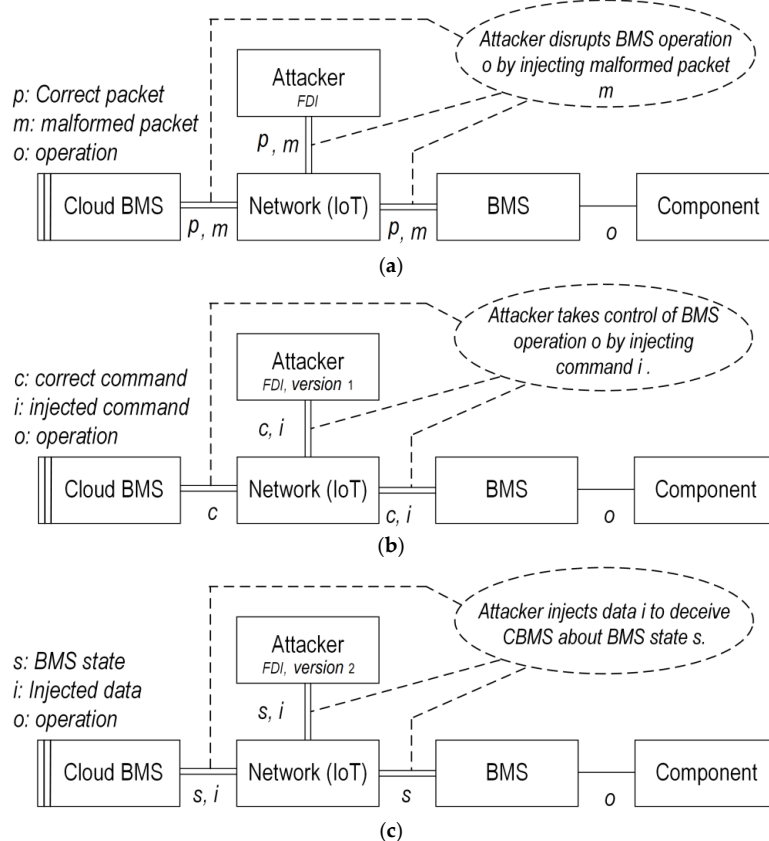 Attacker disrupts BMS operation
o by injecting malformed packet
m
Attacker
FDI
p: Correct packet
m: malformed packet
o: operation
p, m
Cloud BMS
Network (IoT)
BMS
Component
p, m
p, m
o
(a)
Attacker takes control of BMS
operation o by injecting
command i .
Attacker
FDI, version 1
c: correct command
i: injected command
o: operation
c, i
Cloud BMS
Network (IoT)
BMS
Component
c
c, i
o
(b)
Attacker injects data i to deceive
CBMS about BMS state s.
Attacker
FDI, version 2
s: BMS state
i: Injected data
o: operation
s, i
Cloud BMS
Network (IoT)
BMS
Component
s, i
s
o
(c)